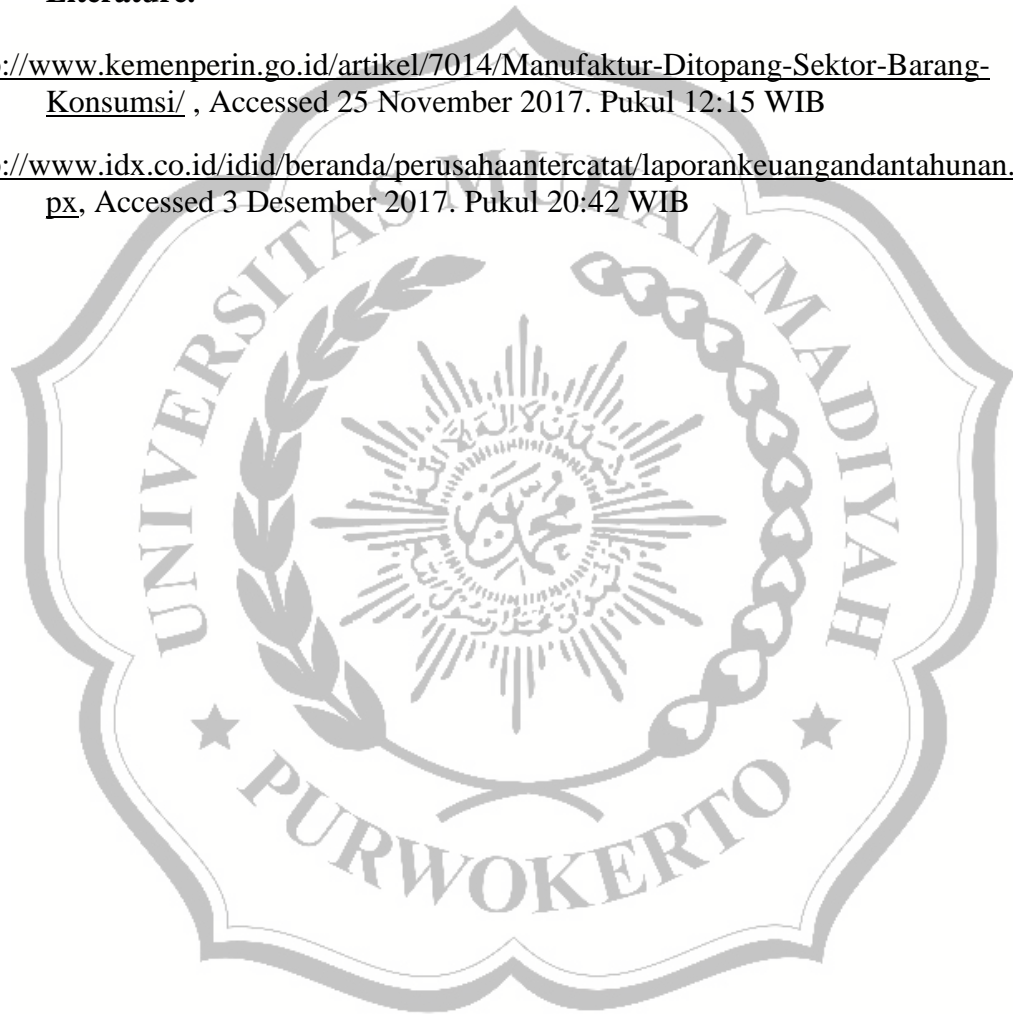 Literature.
://www.kemenperin.go.id/artikel/7014/Manufaktur-Ditopang-Sektor-Barang-
Konsumsi/ , Accessed 25 November 2017. Pukul 12:15 WIB
://www.idx.co.id/idid/beranda/perusahaantercatat/laporankeuangandantahunan.
px, Accessed 3 Desember 2017. Pukul 20:42 WIB
UNIVERSITAS MUHAMMADIYAH
PURWOKERTO